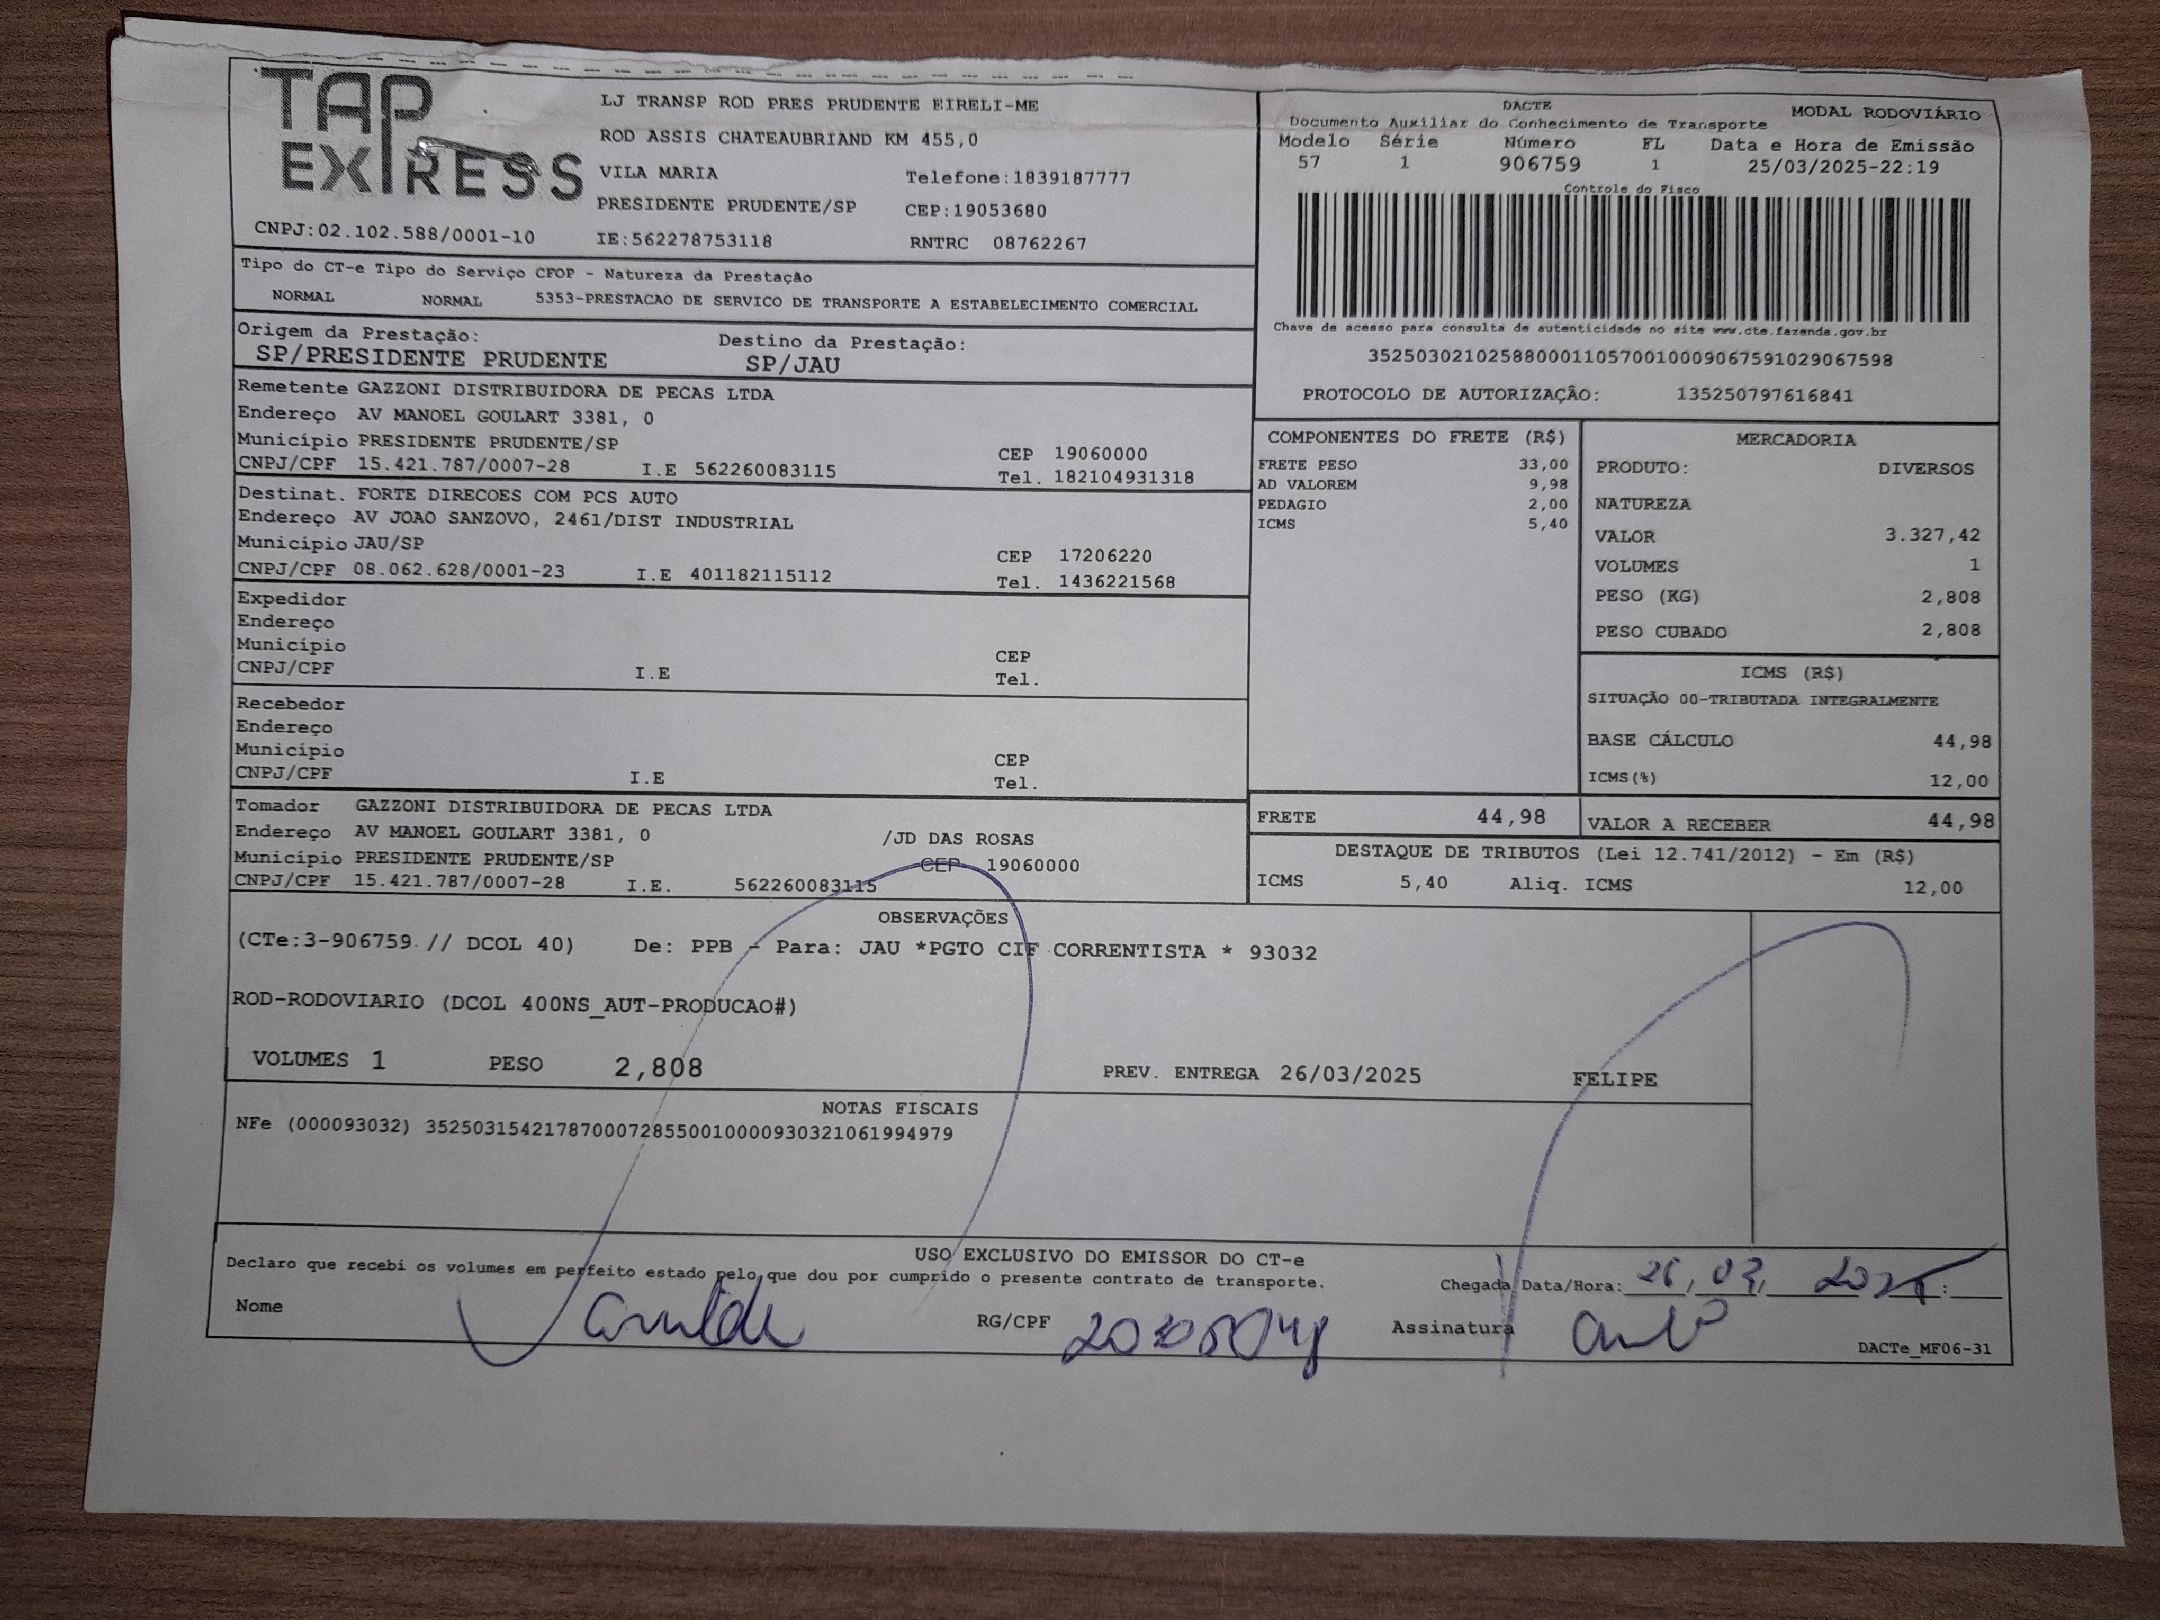 TAP
EXPRESS
LJ TRANSP ROD PRES PRUDENTE EIRELI-ME
ROD ASSIS CHATEAUBRIAND KM 455,0
VILA MARIA Telefone:1839187777
PRESIDENTE PRUDENTE/SP CEP:19053680
CNPJ:02.102.588/0001-10 IE:562278753118 RNTRC 08762267
DACTE MODAL RODOVIÁRIO
Documento Auxiliar do Conhecimento de Transporte
Modelo Série Número FL Data e Hora de Emissão
57 1 906759 1 25/03/2025-22:19
Controle do Fisco
Chave de acesso para consulta de autenticidade no site www.cte.fazenda.gov.br
35250302102588000110570010009067591029067598
PROTOCOLO DE AUTORIZAÇÃO: 135250797616841
Tipo do CT-e Tipo do Serviço CFOP - Natureza da Prestação
NORMAL NORMAL 5353-PRESTACAO DE SERVICO DE TRANSPORTE A ESTABELECIMENTO COMERCIAL
Origem da Prestação: Destino da Prestação:
SP/PRESIDENTE PRUDENTE SP/JAU
Remetente GAZZONI DISTRIBUIDORA DE PECAS LTDA
Endereço AV MANOEL GOULART 3381, 0
Município PRESIDENTE PRUDENTE/SP CEP 19060000
CNPJ/CPF 15.421.787/0007-28 I.E 562260083115 Tel. 182104931318
Destinat. FORTE DIRECOES COM PCS AUTO
Endereço AV JOAO SANZOVO, 2461/DIST INDUSTRIAL
Município JAU/SP CEP 17206220
CNPJ/CPF 08.062.628/0001-23 I.E 401182115112 Tel. 1436221568
Expedidor
Endereço
Município CEP
CNPJ/CPF I.E Tel.
Recebedor
Endereço
Município CEP
CNPJ/CPF I.E Tel.
Tomador GAZZONI DISTRIBUIDORA DE PECAS LTDA
Endereço AV MANOEL GOULART 3381, 0 /JD DAS ROSAS
Município PRESIDENTE PRUDENTE/SP CEP 19060000
CNPJ/CPF 15.421.787/0007-28 I.E. 562260083115
COMPONENTES DO FRETE (R$)
FRETE PESO 33,00
AD VALOREM 9,98
PEDAGIO 2,00
ICMS 5,40
MERCADORIA
PRODUTO: DIVERSOS
NATUREZA
VALOR 3.327,42
VOLUMES 1
PESO (KG) 2,808
PESO CUBADO 2,808
ICMS (R$)
SITUAÇÃO 00-TRIBUTADA INTEGRALMENTE
BASE CÁLCULO 44,98
ICMS(%) 12,00
FRETE 44,98 VALOR A RECEBER 44,98
DESTAQUE DE TRIBUTOS (Lei 12.741/2012) - Em (R$)
ICMS 5,40 Aliq. ICMS 12,00
OBSERVAÇÕES
(CTe:3-906759 // DCOL 40) De: PPB - Para: JAU *PGTO CIF CORRENTISTA * 93032
ROD-RODOVIARIO (DCOL 400NS_AUT-PRODUCAO#)
VOLUMES 1 PESO 2,808 PREV. ENTREGA 26/03/2025 FELIPE
NOTAS FISCAIS
NFe (000093032) 35250315421787000728550010000930321061994979
USO EXCLUSIVO DO EMISSOR DO CT-e
Declaro que recebi os volumes em perfeito estado pelo que dou por cumprido o presente contrato de transporte. Chegada Data/Hora: 26, 03, 2025 :
Nome RG/CPF Assinatura
DACTe_MF06-31